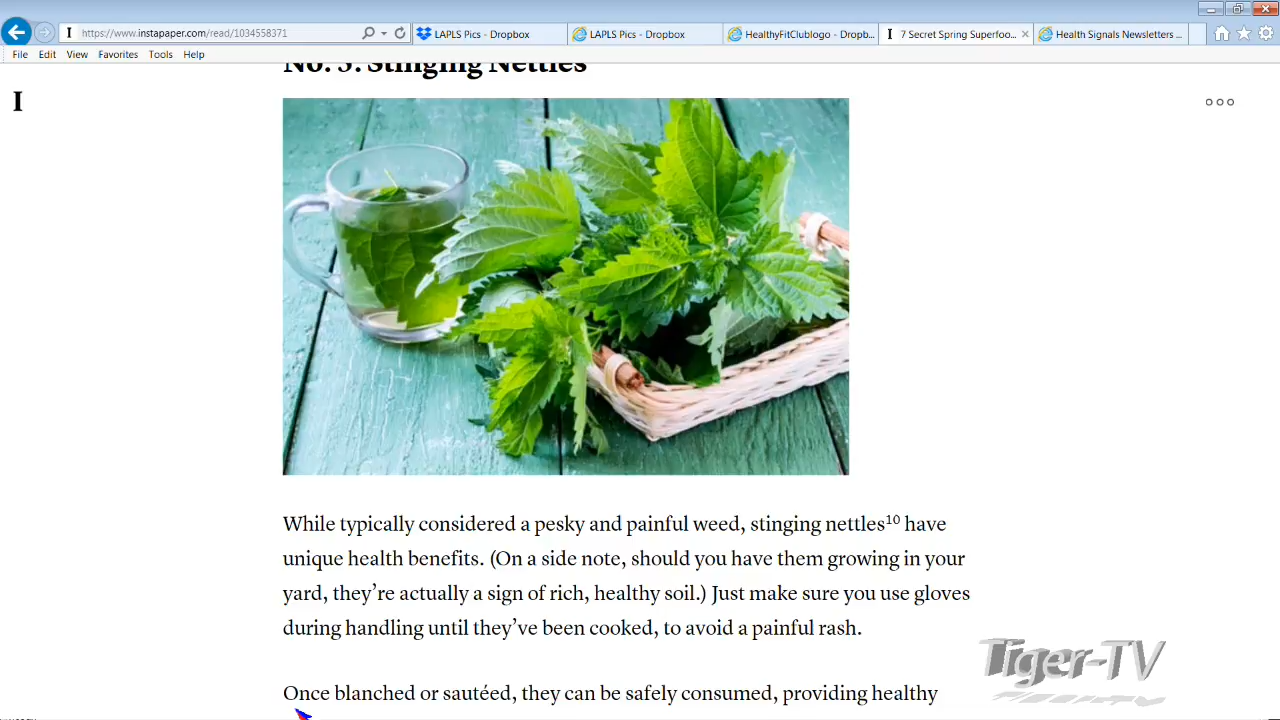 I https://www.instapaper.com/read/1034558371
LAPLS Pics - Dropbox
LAPLS Pics - Dropbox
HealthyFitClublogo - Dropb...
I 7 Secret Spring Superfoo...
Health Signals Newsletters ...
File Edit View Favorites Tools Help
No. 5: Stinging Nettles
I
While typically considered a pesky and painful weed, stinging nettles10 have
unique health benefits. (On a side note, should you have them growing in your
yard, they’re actually a sign of rich, healthy soil.) Just make sure you use gloves
during handling until they’ve been cooked, to avoid a painful rash.
Tiger-TV
Once blanched or sautéed, they can be safely consumed, providing healthy